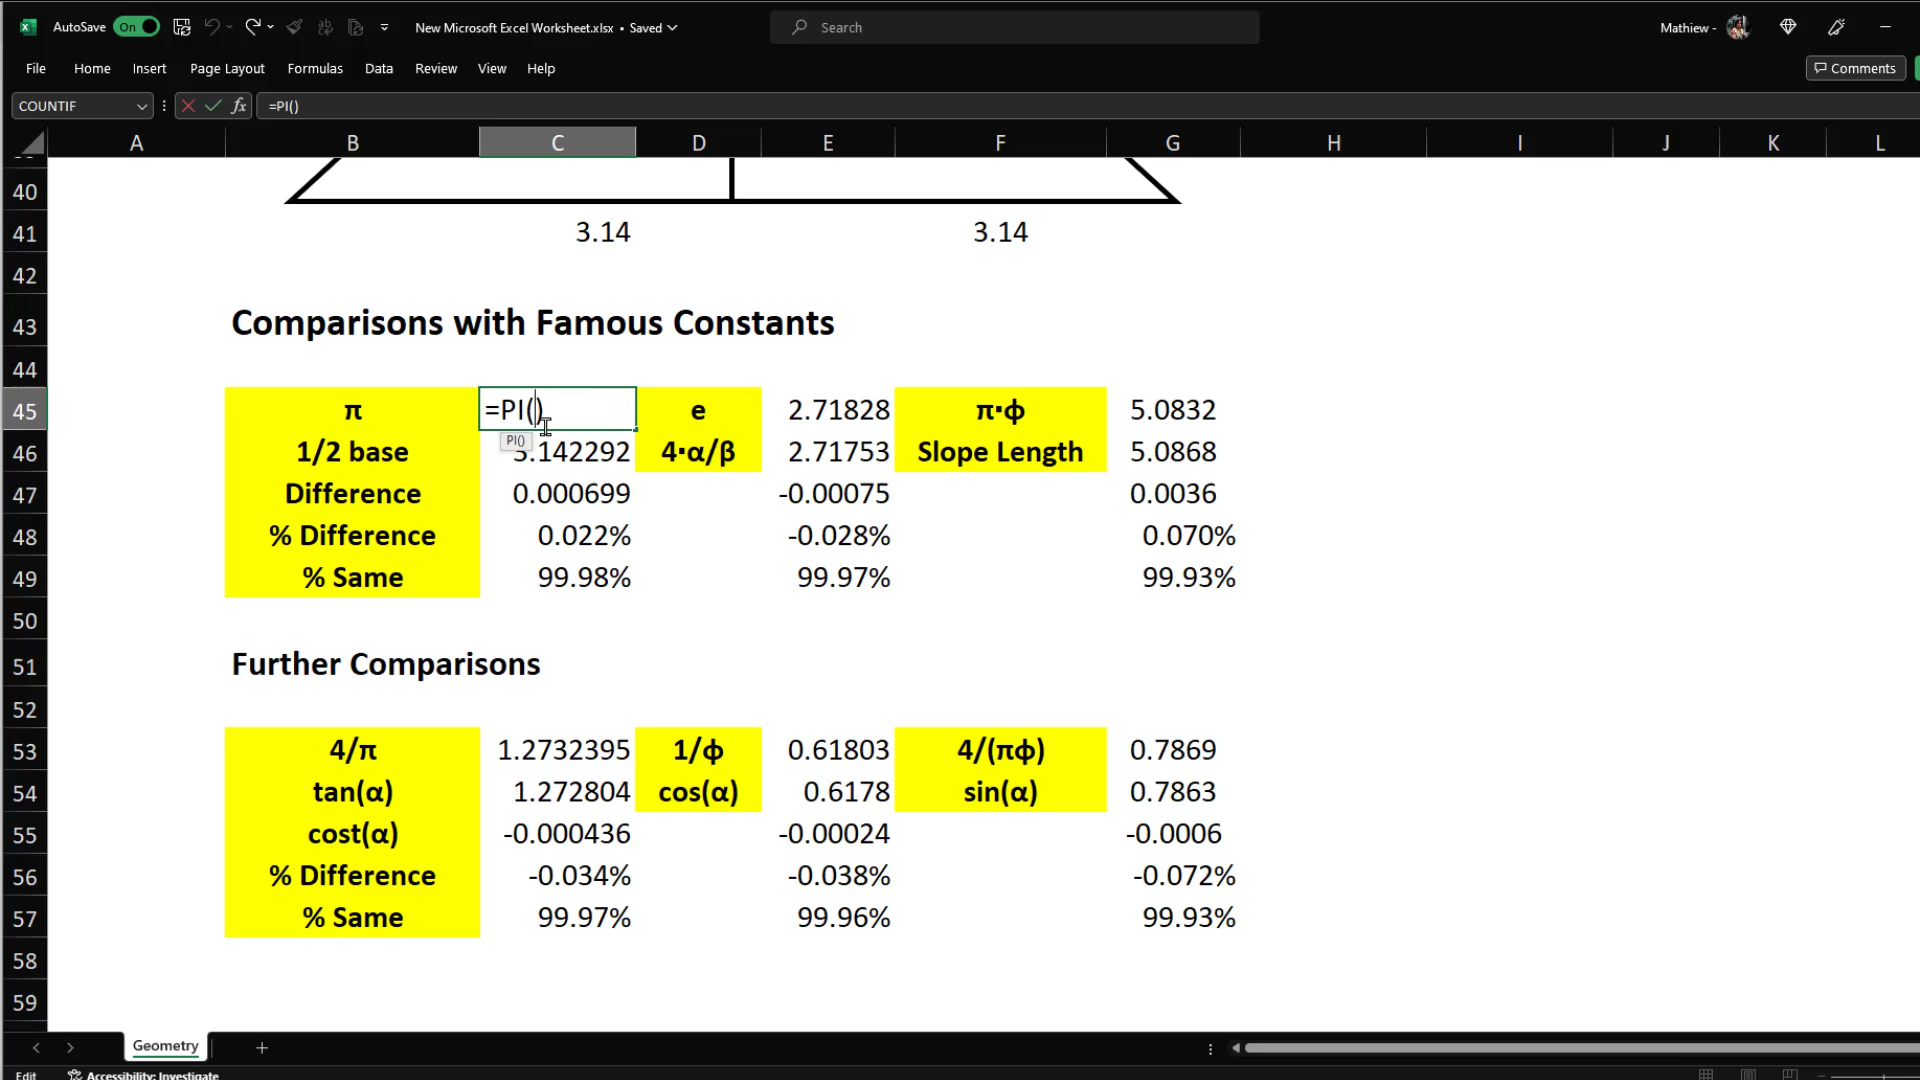 AutoSave On New Microsoft Excel Worksheet.xlsx • Saved Search Mathiew -
File Home Insert Page Layout Formulas Data Review View Help Comments
COUNTIF fx =PI()
A B C D E F G H I J K L
40
41 3.14 3.14
42
43 Comparisons with Famous Constants
44
45 π =PI() e 2.71828 π·ϕ 5.0832
PI()
46 1/2 base 3.142292 4·α/β 2.71753 Slope Length 5.0868
47 Difference 0.000699 -0.00075 0.0036
48 % Difference 0.022% -0.028% 0.070%
49 % Same 99.98% 99.97% 99.93%
50
51 Further Comparisons
52
53 4/π 1.2732395 1/ϕ 0.61803 4/(πϕ) 0.7869
54 tan(α) 1.272804 cos(α) 0.6178 sin(α) 0.7863
55 cost(α) -0.000436 -0.00024 -0.0006
56 % Difference -0.034% -0.038% -0.072%
57 % Same 99.97% 99.96% 99.93%
58
59
Geometry
Edit Accessibility: Investigate